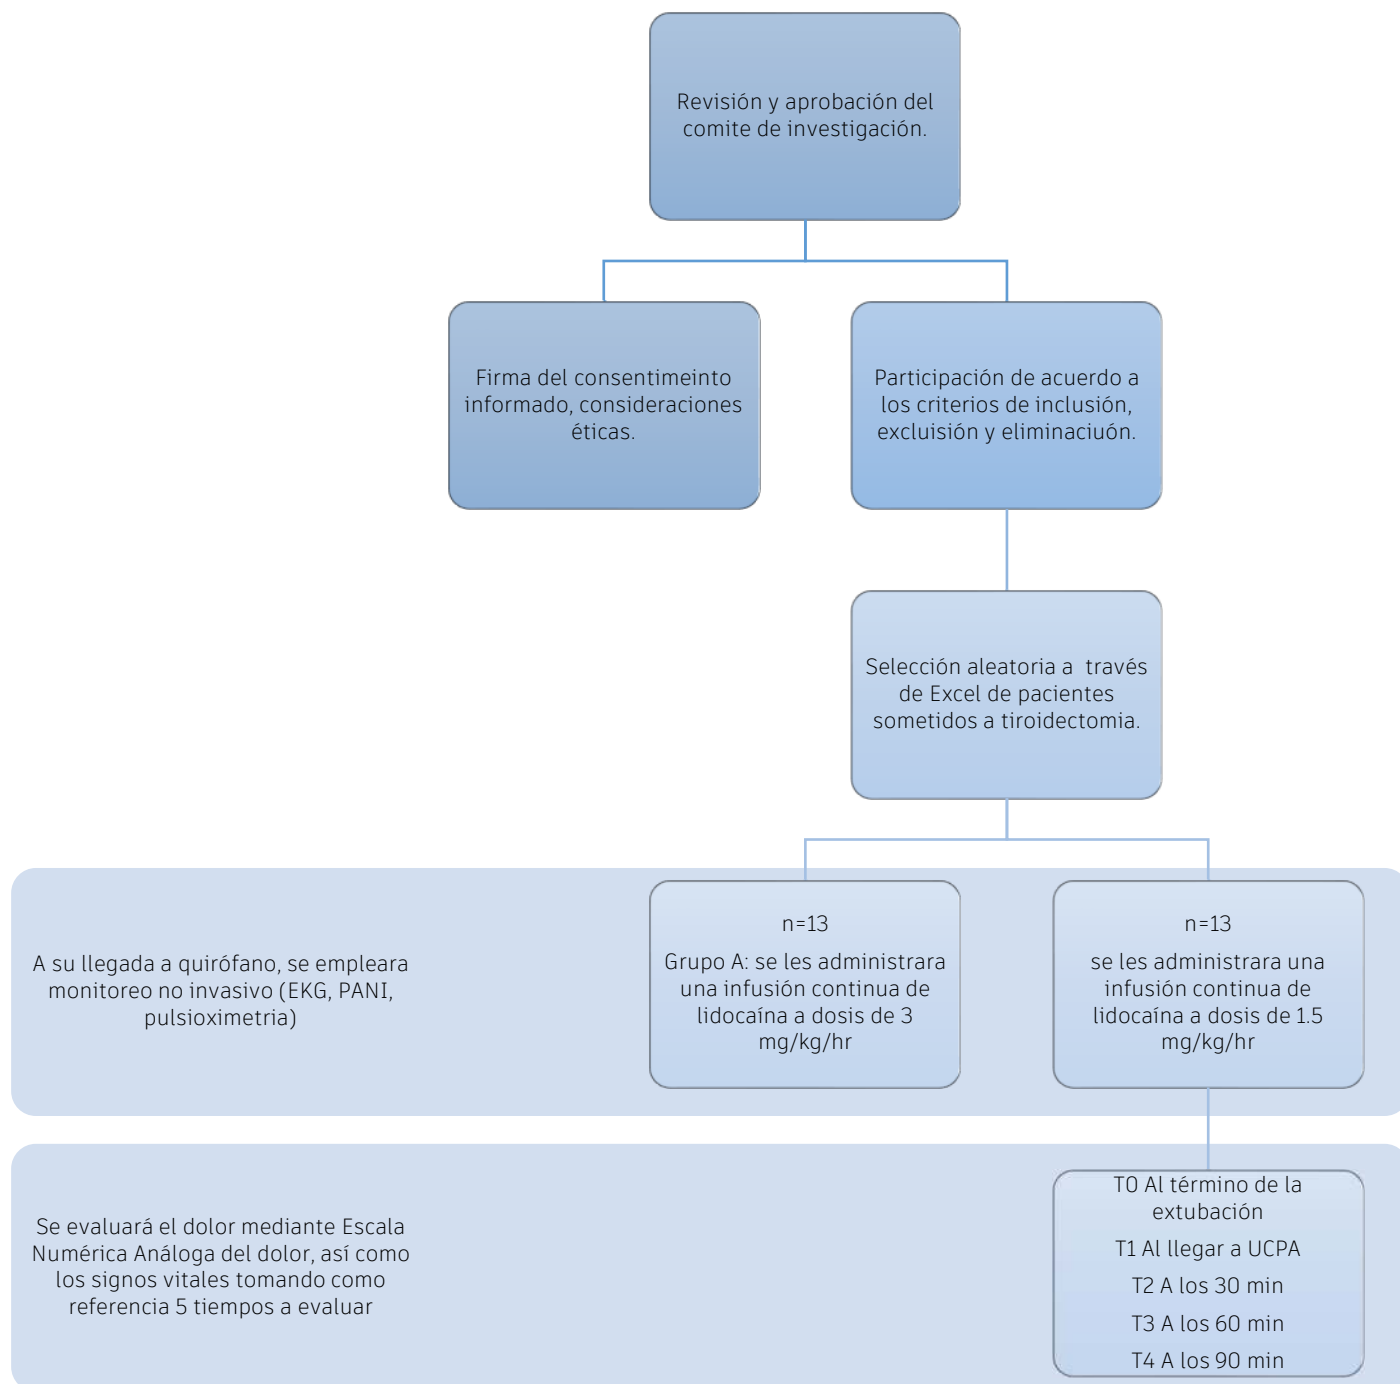 Revisión y aprobación del
comite de investigación.
Firma del consentimeinto
informado, consideraciones
éticas.
Participación de acuerdo a
los criterios de inclusión,
excluisión y eliminaciuón.
Selección aleatoria a  través
de Excel de pacientes
sometidos a tiroidectomia.
A su llegada a quirófano, se empleara
monitoreo no invasivo (EKG, PANI,
pulsioximetria)
n=13
Grupo A: se les administrara
una infusión continua de
lidocaína a dosis de 3
mg/kg/hr
n=13
se les administrara una
infusión continua de
lidocaína a dosis de 1.5
mg/kg/hr
Se evaluará el dolor mediante Escala
Numérica Análoga del dolor, así como
los signos vitales tomando como
referencia 5 tiempos a evaluar
T0 Al término de la
extubación
T1 Al llegar a UCPA
T2 A los 30 min
T3 A los 60 min
T4 A los 90 min